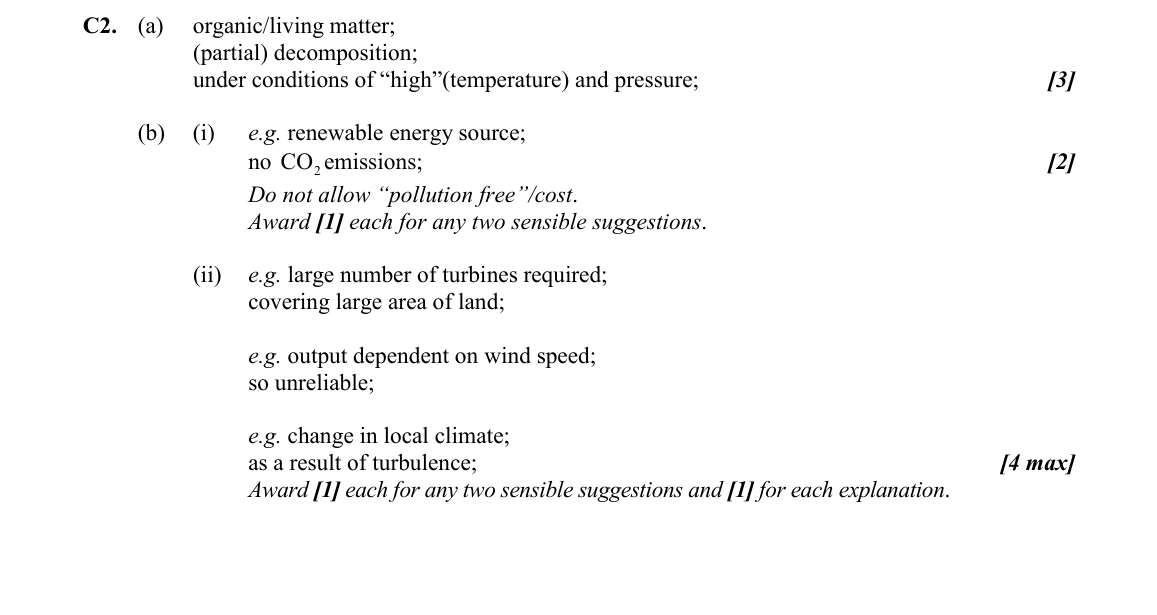 C2. (a) organic/living matter;
(partial) decomposition;
under conditions of “high”(temperature) and pressure; [3]
(b) (i) e.g. renewable energy source;
no CO₂ emissions; [2]
Do not allow “pollution free”/cost.
Award [1] each for any two sensible suggestions.
(ii) e.g. large number of turbines required;
covering large area of land;
e.g. output dependent on wind speed;
so unreliable;
e.g. change in local climate;
as a result of turbulence; [4 max]
Award [1] each for any two sensible suggestions and [1] for each explanation.